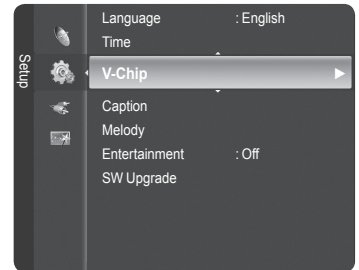 Setup
Language : English
Time
V-Chip
Caption
Melody
Entertainment : Off
SW Upgrade